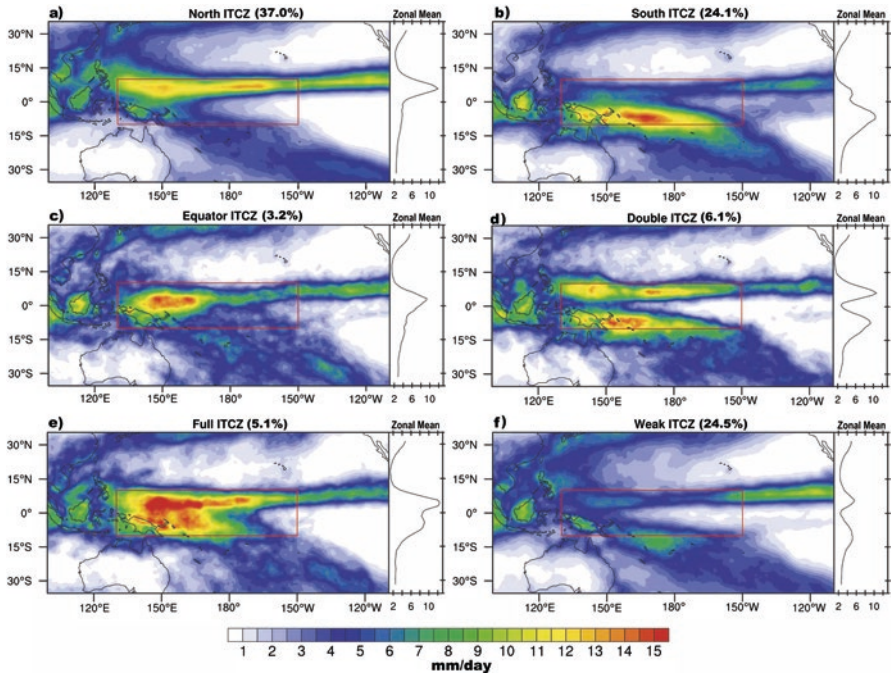 a) North ITCZ (37.0%) Zonal Mean
35°N
15°N
0°
15°S
30°S
120°E 150°E 180° 150°W 120°W 2 6 10
b) South ITCZ (24.1%) Zonal Mean
35°N
15°N
0°
15°S
30°S
120°E 150°E 180° 150°W 120°W 2 6 10
c) Equator ITCZ (3.2%) Zonal Mean
30°N
15°N
0°
15°S
30°S
120°E 150°E 180° 150°W 120°W 2 6 10
d) Double ITCZ (6.1%) Zonal Mean
30°N
15°N
0°
15°S
30°S
120°E 150°E 180° 150°W 120°W 2 6 10
e) Full ITCZ (5.1%) Zonal Mean
30°N
15°N
0°
15°S
30°S
120°E 150°E 180° 150°W 120°W 2 6 10
f) Weak ITCZ (24.5%) Zonal Mean
30°N
15°N
0°
15°S
30°S
120°E 150°E 180° 150°W 120°W 2 6 10
1 2 3 4 5 6 7 8 9 10 11 12 13 14 15
mm/day